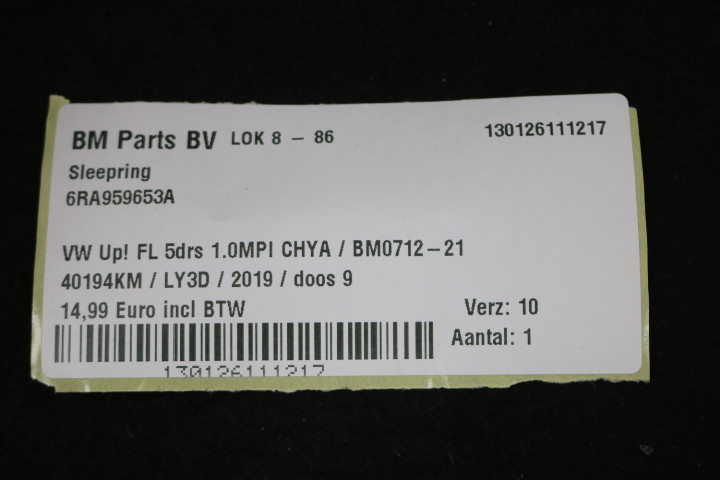 BM Parts BV LOK 8 – 86 130126111217
Sleepring
6RA959653A
VW Up! FL 5drs 1.0MPI CHYA / BM0712-21
40194KM / LY3D / 2019 / doos 9
14,99 Euro incl BTW Verz: 10
Aantal: 1
130126111217